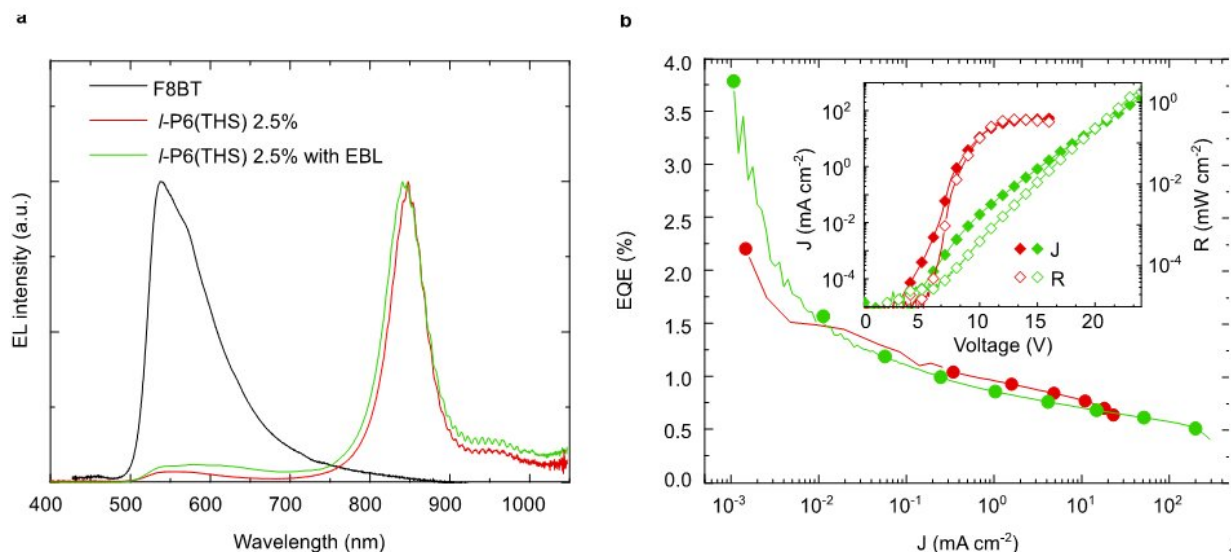 a
EL intensity (a.u.)
F8BT
l-P6(THS) 2.5%
l-P6(THS) 2.5% with EBL
400 500 600 700 800 900 1000
Wavelength (nm)
b
EQE (%)
4.0
3.5
3.0
2.5
2.0
1.5
1.0
0.5
0.0
10⁻³ 10⁻² 10⁻¹ 10⁰ 10¹ 10²
J (mA cm⁻²)
J (mA cm⁻²)
10²
10⁰
10⁻²
10⁻⁴
0 5 10 15 20
Voltage (V)
J
R
10⁰
10⁻²
10⁻⁴
R (mW cm⁻²)